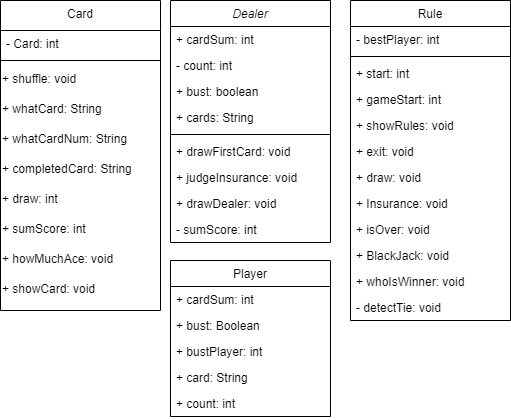 Card
- Card: int
+ shuffle: void
+ whatCard: String
+ whatCardNum: String
+ completedCard: String
+ draw: int
+ sumScore: int
+ howMuchAce: void
+ showCard: void
Dealer
+ cardSum: int
- count: int
+ bust: boolean
+ cards: String
+ drawFirstCard: void
+ judgeInsurance: void
+ drawDealer: void
- sumScore: int
Player
+ cardSum: int
+ bust: Boolean
+ bustPlayer: int
+ card: String
+ count: int
Rule
- bestPlayer: int
+ start: int
+ gameStart: int
+ showRules: void
+ exit: void
+ draw: void
+ Insurance: void
+ isOver: void
+ BlackJack: void
+ whoIsWinner: void
- detectTie: void